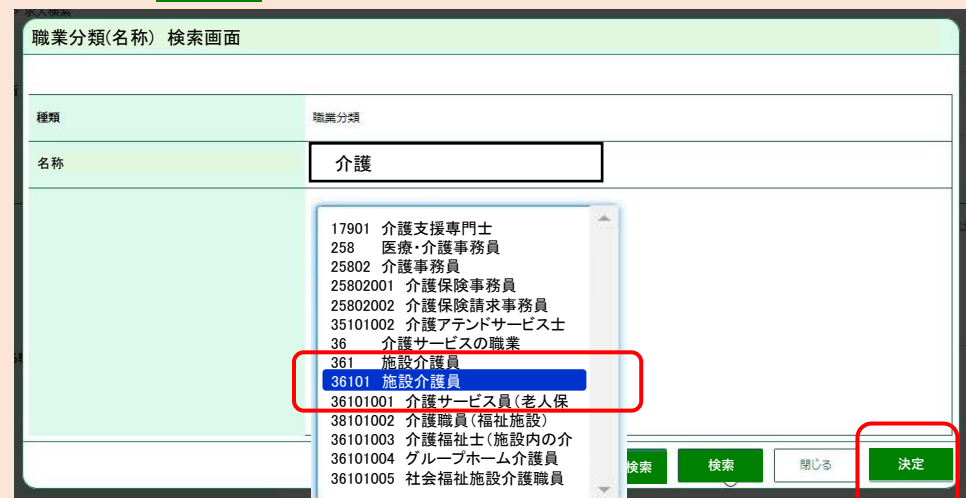 求人検索
職業分類(名称) 検索画面
種類 職業分類
名称 介護
17901 介護支援専門士
258 医療・介護事務員
25802 介護事務員
25802001 介護保険事務員
25802002 介護保険請求事務員
35101002 介護アテンドサービス士
36 介護サービスの職業
361 施設介護員
36101 施設介護員
36101001 介護サービス員(老人保
38101002 介護職員(福祉施設)
36101003 介護福祉士(施設内の介
36101004 グループホーム介護員
36101005 社会福祉施設介護職員
検索 検索 閉じる 決定